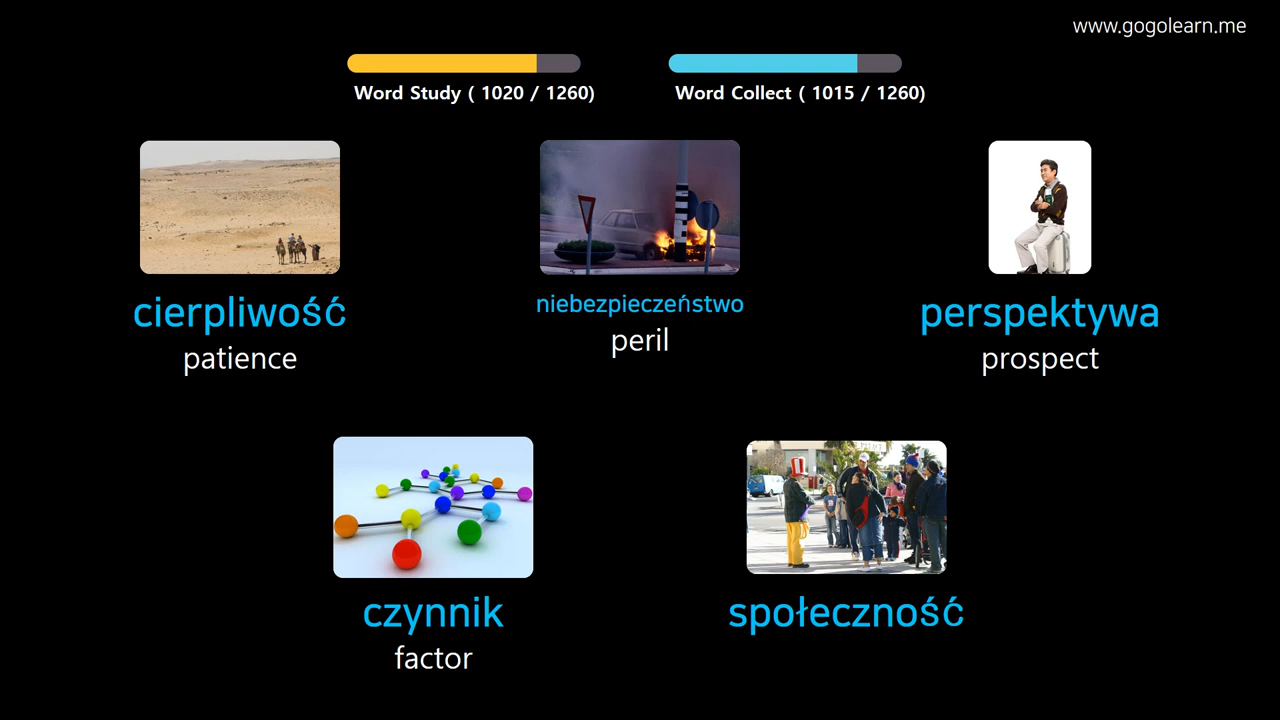 www.gogolearn.me
Word Study ( 1020 / 1260)
Word Collect ( 1015 / 1260)
cierpliwość
patience
niebezpieczeństwo
peril
perspektywa
prospect
czynnik
factor
społeczność